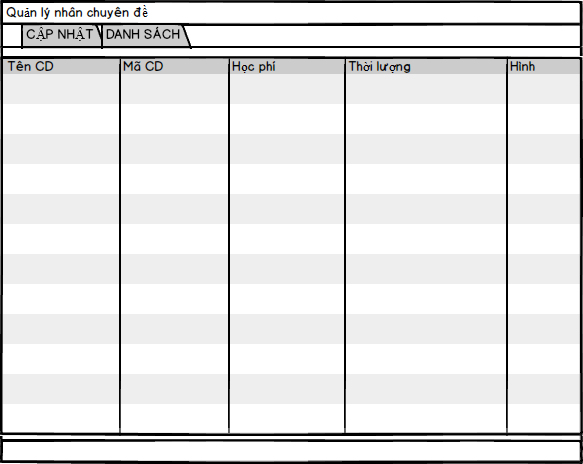 Quản lý nhân chuyên đề
CẬP NHẬT DANH SÁCH
Tên CD Mã CD Học phí Thời lượng Hình